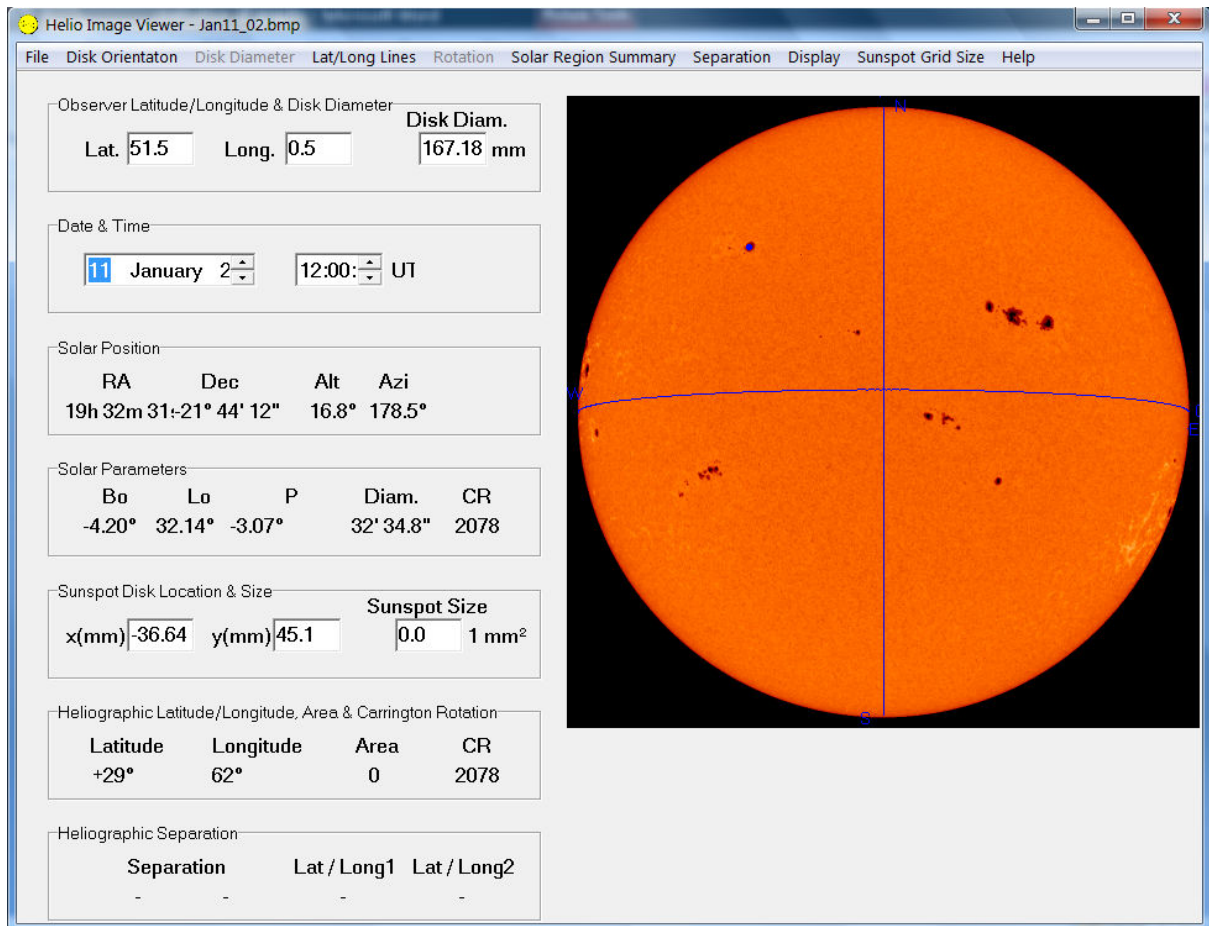 Helio Image Viewer - Jan11_02.bmp
File Disk Orientaton Disk Diameter Lat/Long Lines Rotation Solar Region Summary Separation Display Sunspot Grid Size Help
Observer Latitude/Longitude & Disk Diameter
Disk Diam.
Lat. 51.5 Long. 0.5 167.18 mm
Date & Time
11 January 2 12:00: UT
Solar Position
RA Dec Alt Azi
19h 32m 31 -21° 44' 12" 16.8° 178.5°
Solar Parameters
Bo Lo P Diam. CR
-4.20° 32.14° -3.07° 32' 34.8" 2078
Sunspot Disk Location & Size
Sunspot Size
x(mm) -36.64 y(mm) 45.1 0.0 1 mm²
Heliographic Latitude/Longitude, Area & Carrington Rotation
Latitude Longitude Area CR
+29° 62° 0 2078
Heliographic Separation
Separation Lat / Long1 Lat / Long2
- - - -
N
W
E
S